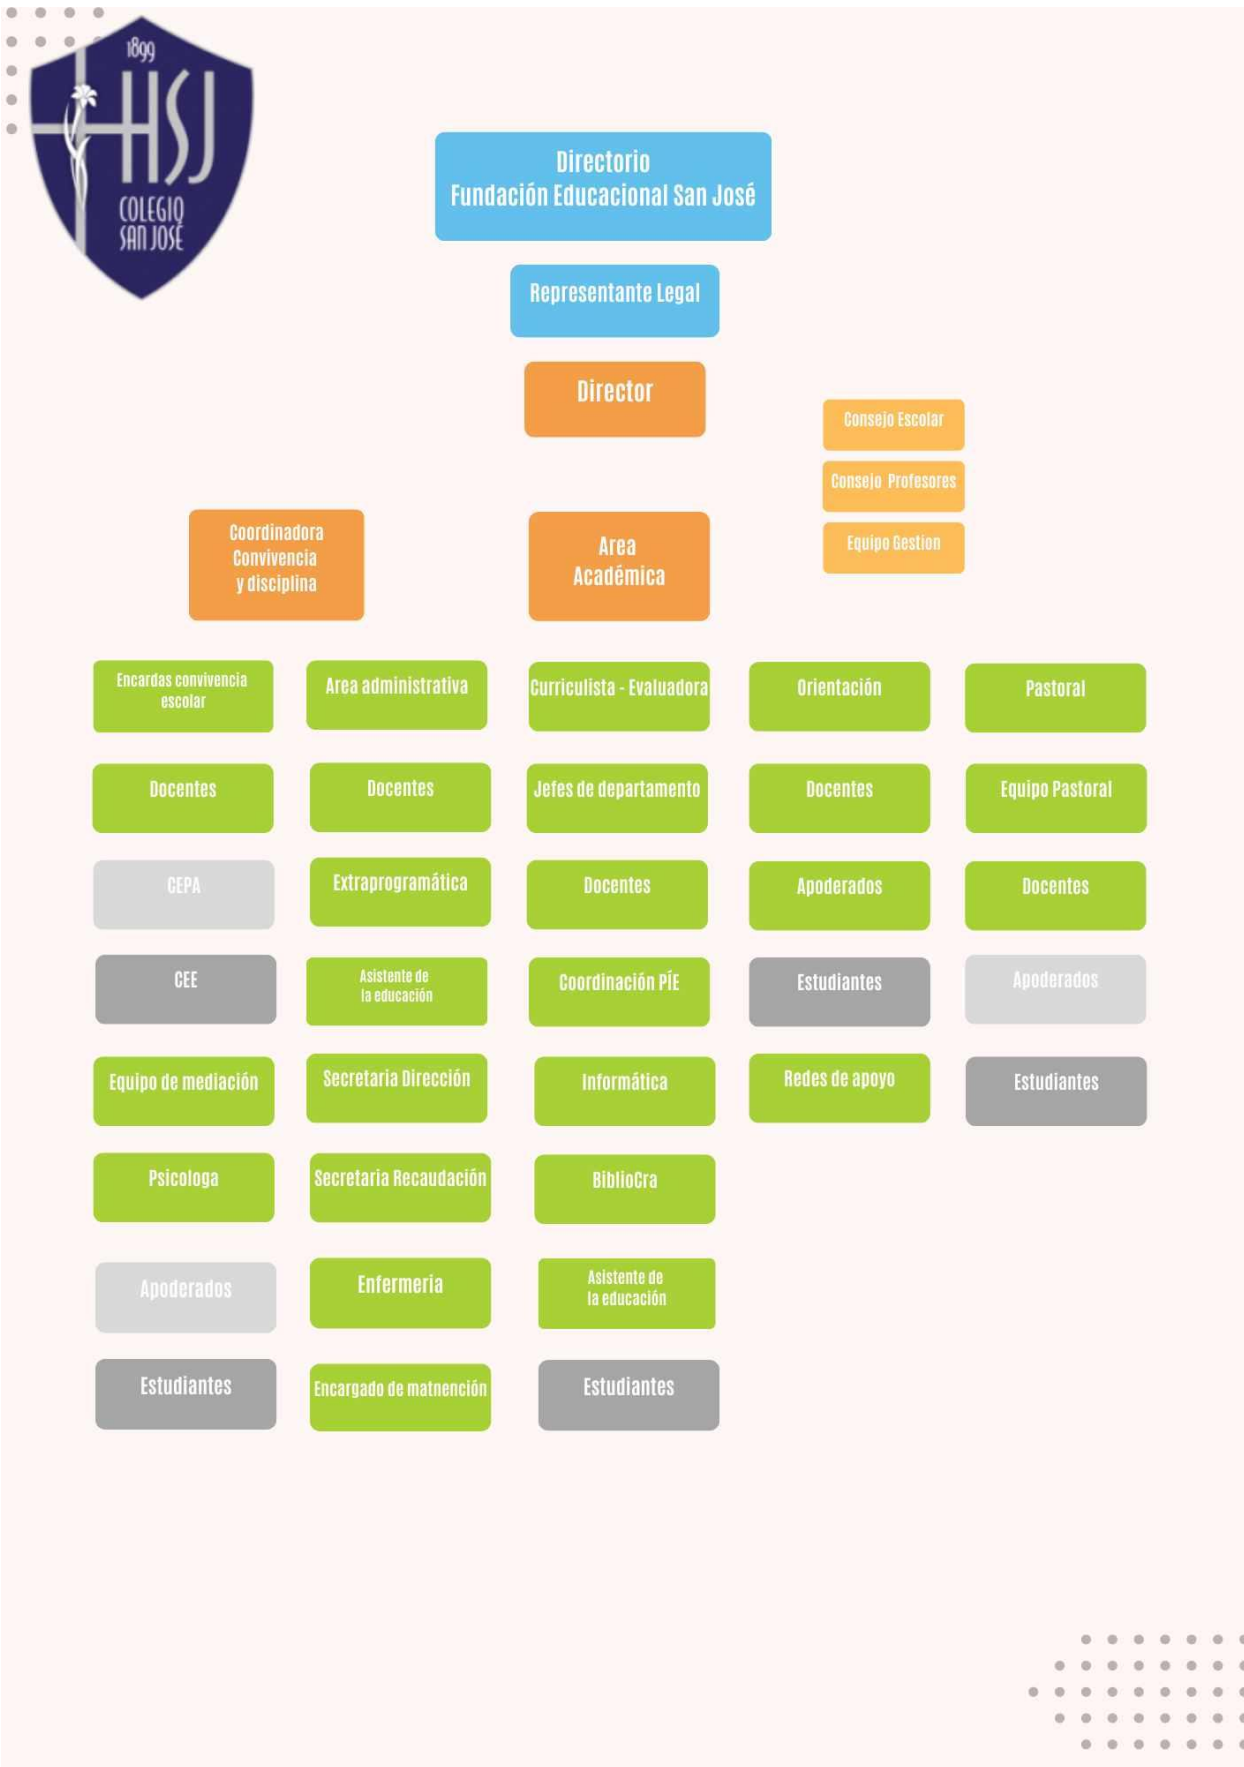 1899
HSJ
COLEGIO
SAN JOSÉ
Directorio
Fundación Educacional San José
Representante Legal
Director
Consejo Escolar
Consejo Profesores
Equipo Gestion
Coordinadora
Convivencia
y disciplina
Area
Académica
Encardas convivencia
escolar
Area administrativa
Curriculista - Evaluadora
Orientación
Pastoral
Docentes
Docentes
Jefes de departamento
Docentes
Equipo Pastoral
CEPA
Extraprogramática
Docentes
Apoderados
Docentes
CEE
Asistente de
la educación
Coordinación PÍE
Estudiantes
Apoderados
Equipo de mediación
Secretaria Dirección
Informática
Redes de apoyo
Estudiantes
Psicologa
Secretaria Recaudación
BiblioCra
Apoderados
Enfermeria
Asistente de
la educación
Estudiantes
Encargado de matnención
Estudiantes